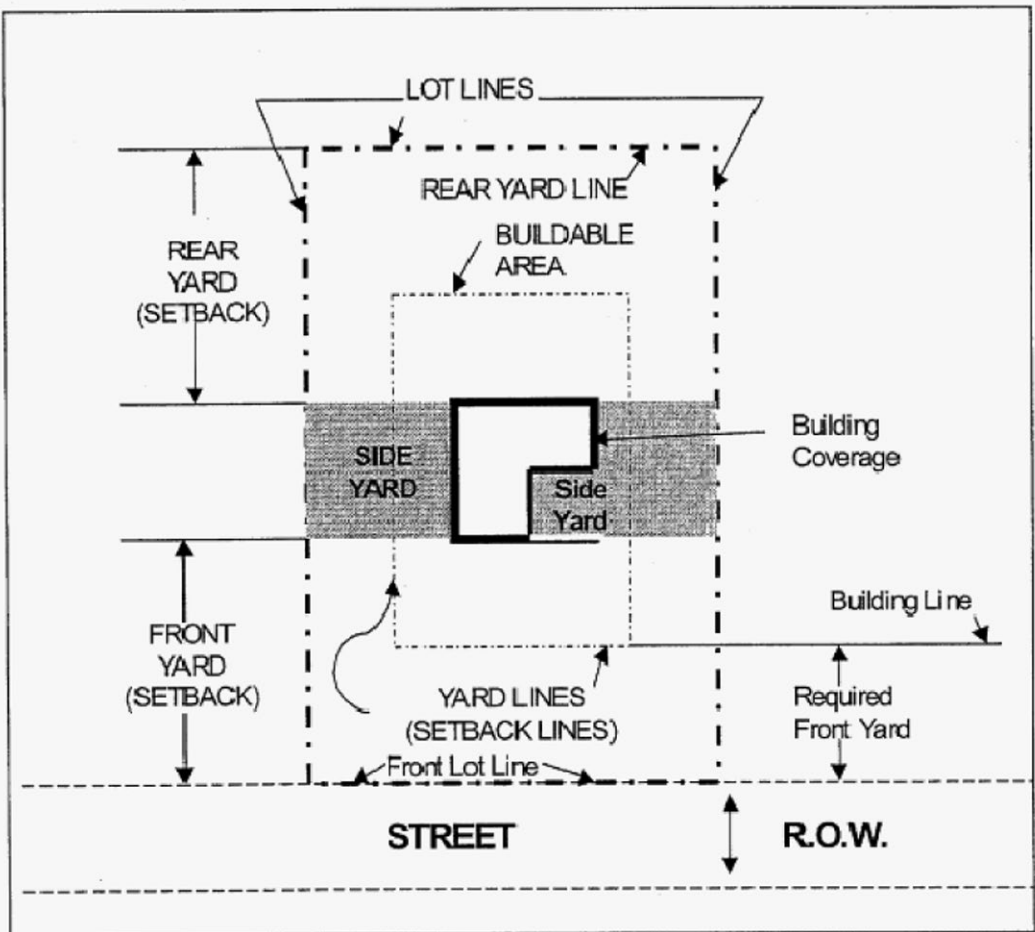 LOT LINES
REAR YARD LINE
BUILDABLE
AREA
REAR
YARD
(SETBACK)
SIDE
YARD
Side
Yard
Building
Coverage
Building Line
FRONT
YARD
(SETBACK)
YARD LINES
(SETBACK LINES)
Required
Front Yard
Front Lot Line
STREET
R.O.W.